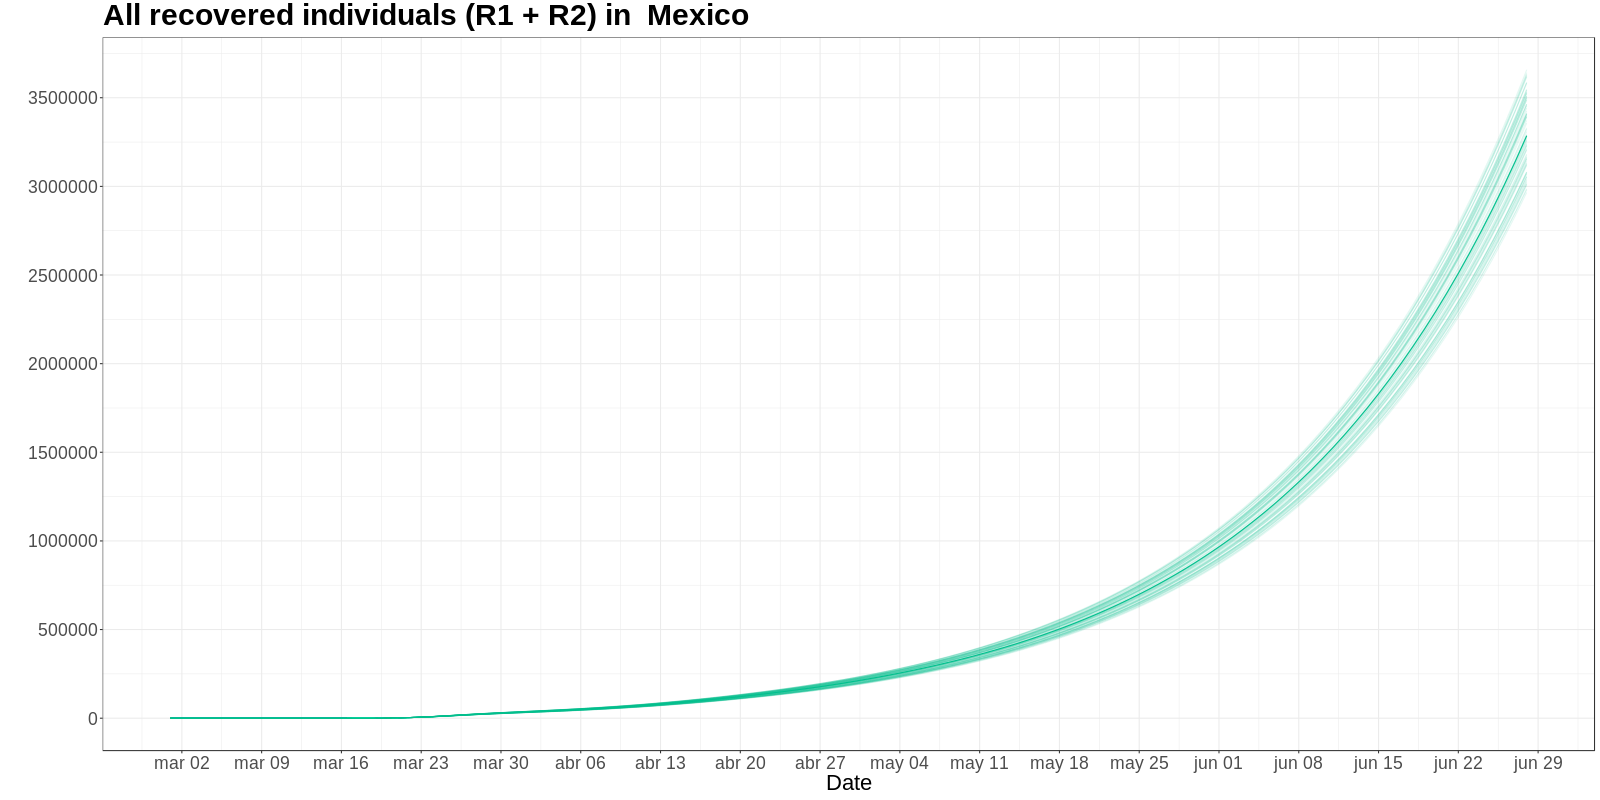 All recovered individuals (R1 + R2) in  Mexico
3500000
3000000
2500000
2000000
1500000
1000000
500000
0
mar 02 mar 09 mar 16 mar 23 mar 30 abr 06 abr 13 abr 20 abr 27 may 04 may 11 may 18 may 25 jun 01 jun 08 jun 15 jun 22 jun 29
Date